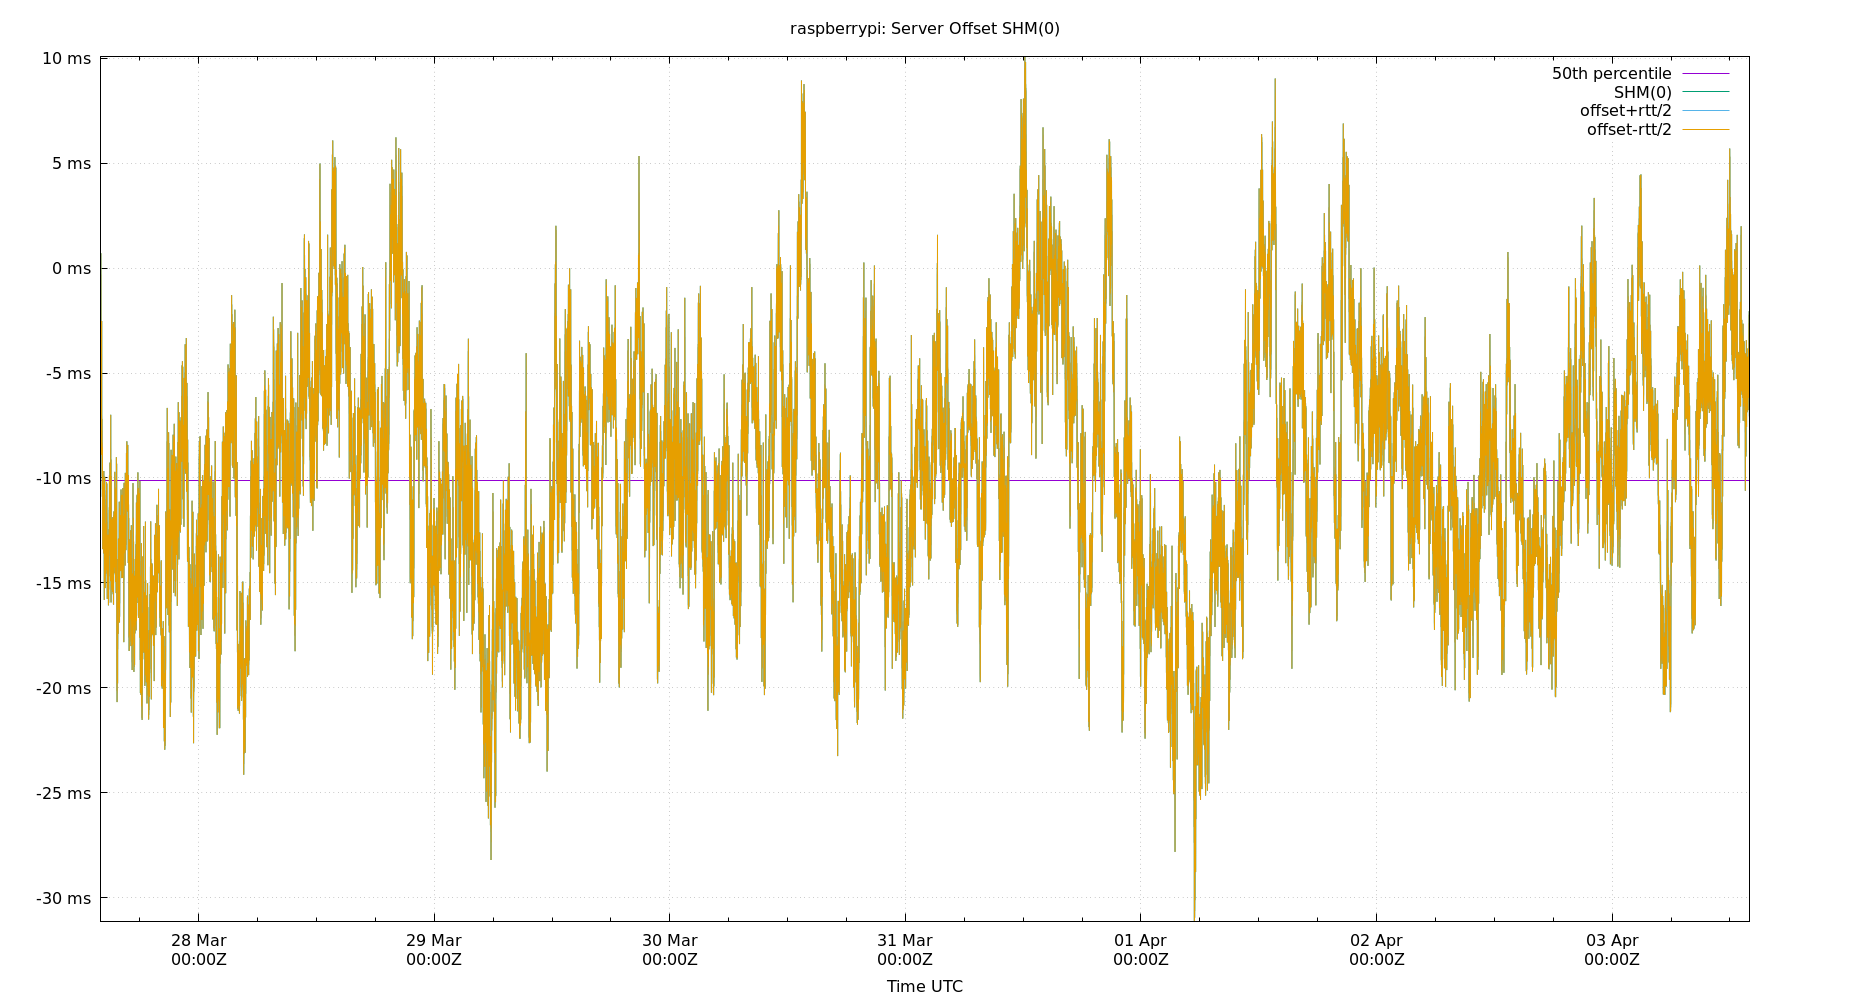 raspberrypi: Server Offset SHM(0)
10 ms
5 ms
0 ms
-5 ms
-10 ms
-15 ms
-20 ms
-25 ms
-30 ms
50th percentile
SHM(0)
offset+rtt/2
offset-rtt/2
28 Mar
00:00Z
29 Mar
00:00Z
30 Mar
00:00Z
31 Mar
00:00Z
01 Apr
00:00Z
02 Apr
00:00Z
03 Apr
00:00Z
Time UTC